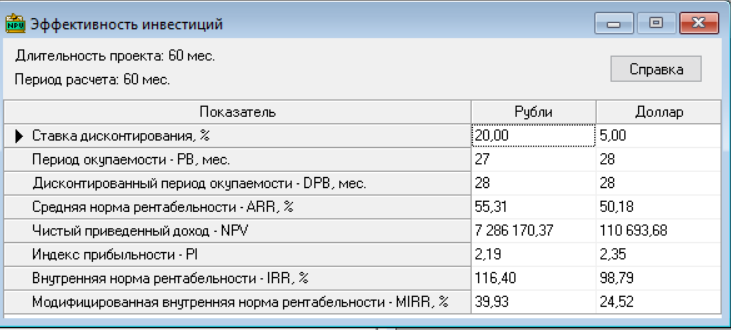 NPV Эффективность инвестиций
Длительность проекта: 60 мес.
Период расчета: 60 мес.
Справка
Показатель Рубли Доллар
Ставка дисконтирования, % 20,00 5,00
Период окупаемости - PB, мес. 27 28
Дисконтированный период окупаемости - DPB, мес. 28 28
Средняя норма рентабельности - ARR, % 55,31 50,18
Чистый приведенный доход - NPV 7 286 170,37 110 693,68
Индекс прибыльности - PI 2,19 2,35
Внутренняя норма рентабельности - IRR, % 116,40 98,79
Модифицированная внутренняя норма рентабельности - MIRR, % 39,93 24,52